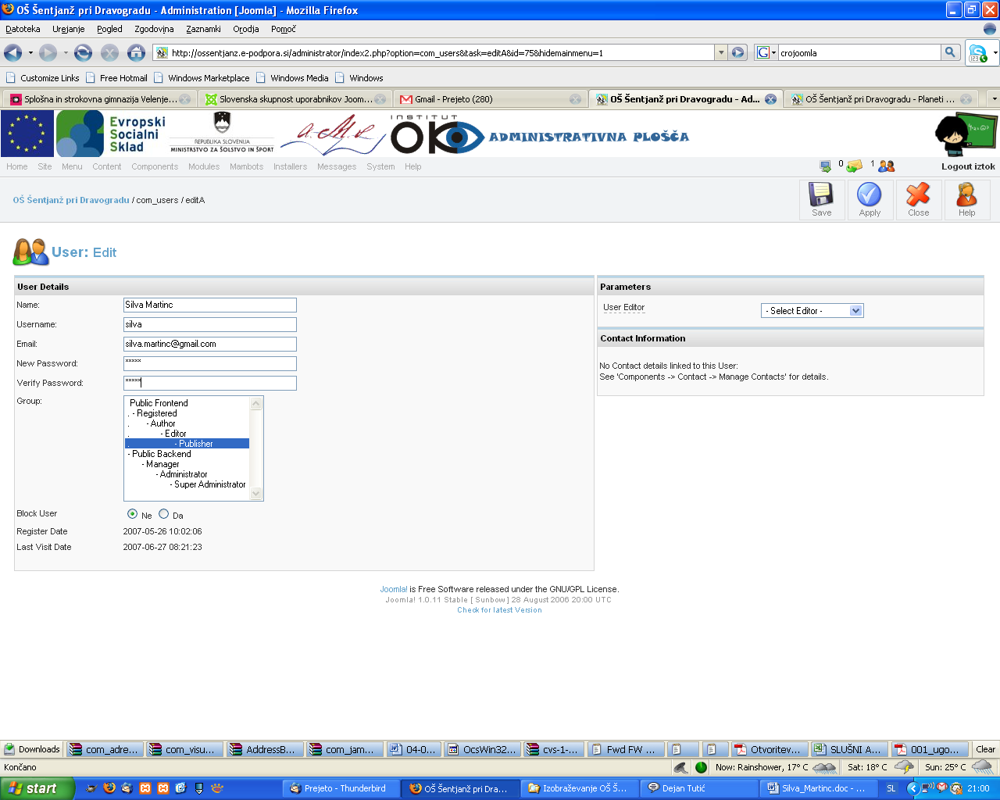 OŠ Šentjanž pri Dravogradu - Administration [Joomla] - Mozilla Firefox
Datoteka Urejanje Pogled Zgodovina Zaznamki Orodja Pomoč
http://ossentjanz.e-podpora.si/administrator/index2.php?option=com_users&task=editA&id=75&hidemainmenu=1
crojoomla
Customize Links Free Hotmail Windows Marketplace Windows Media Windows
Splošna in strokovna gimnazija Velenje... Slovenska skupnost uporabnikov Joom... Gmail - Prejeto (280) OŠ Šentjanž pri Dravogradu - Ad... OŠ Šentjanž pri Dravogradu - Planeti ...
Evropski Socialni Sklad
REPUBLIKA SLOVENIJA
MINISTRSTVO ZA ŠOLSTVO IN ŠPORT
INSTITUT
OKO
ADMINISTRATIVNA PLOŠČA
Home Site Menu Content Components Modules Mambots Installers Messages System Help
0 1 Logout iztok
OŠ Šentjanž pri Dravogradu / com_users / editA
Save Apply Close Help
User: Edit
User Details
Name: Silva Martinc
Username: silva
Email: silva.martinc@gmail.com
New Password: *****
Verify Password: *****
Group:
Public Frontend
. - Registered
. - Author
. - Editor
. - Publisher
- Public Backend
- Manager
- Administrator
- Super Administrator
Block User Ne Da
Register Date 2007-05-26 10:02:06
Last Visit Date 2007-06-27 08:21:23
Parameters
User Editor - Select Editor -
Contact Information
No Contact details linked to this User:
See 'Components -> Contact -> Manage Contacts' for details.
Joomla! is Free Software released under the GNU/GPL License.
Joomla! 1.0.11 Stable [ Sunbow ] 28 August 2006 20:00 UTC
Check for latest Version
Downloads com_adre... com_visu... AddressB... com_jam... 04-0... OcsWin32... cvs-1-... Fwd FW ... Otvoritev... SLUŠNI A... 001_ugo... Clear
Končano Now: Rainshower, 17° C Sat: 18° C Sun: 25° C
start Prejeto - Thunderbird OŠ Šentjanž pri Dra... Izobraževanje OŠ Š... Dejan Tutić Silva_Martinc.doc - ... SL 21:00